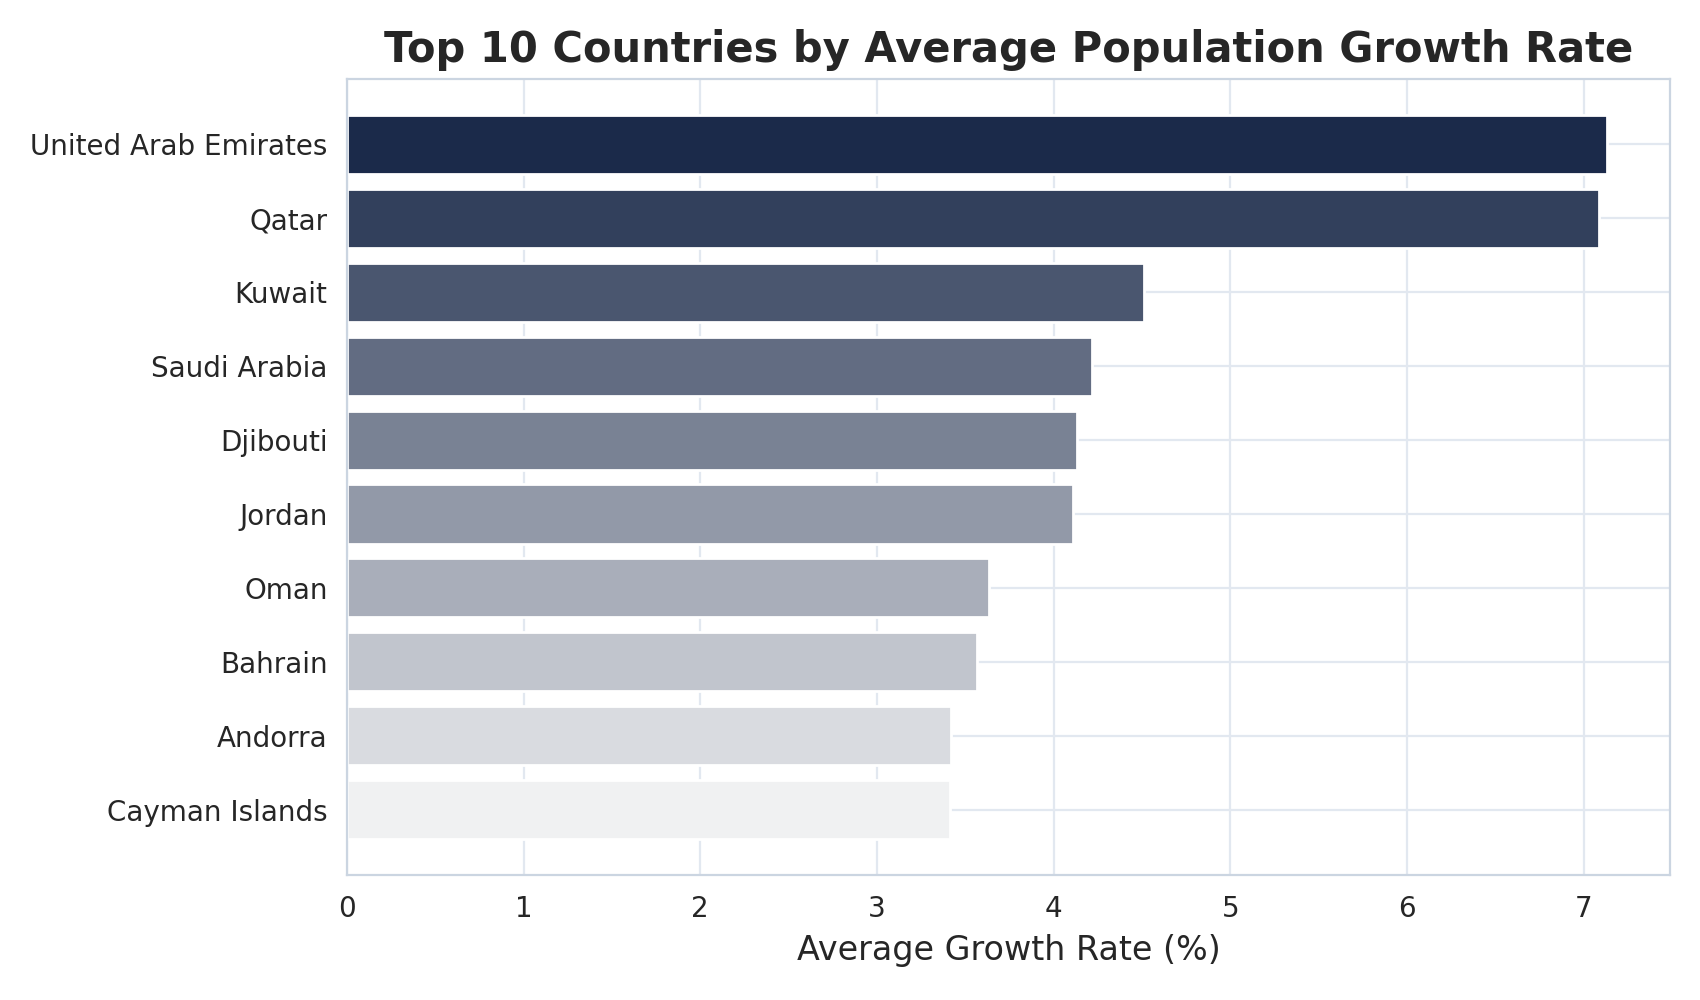 Top 10 Countries by Average Population Growth Rate
United Arab Emirates
Qatar
Kuwait
Saudi Arabia
Djibouti
Jordan
Oman
Bahrain
Andorra
Cayman Islands
0 1 2 3 4 5 6 7
Average Growth Rate (%)